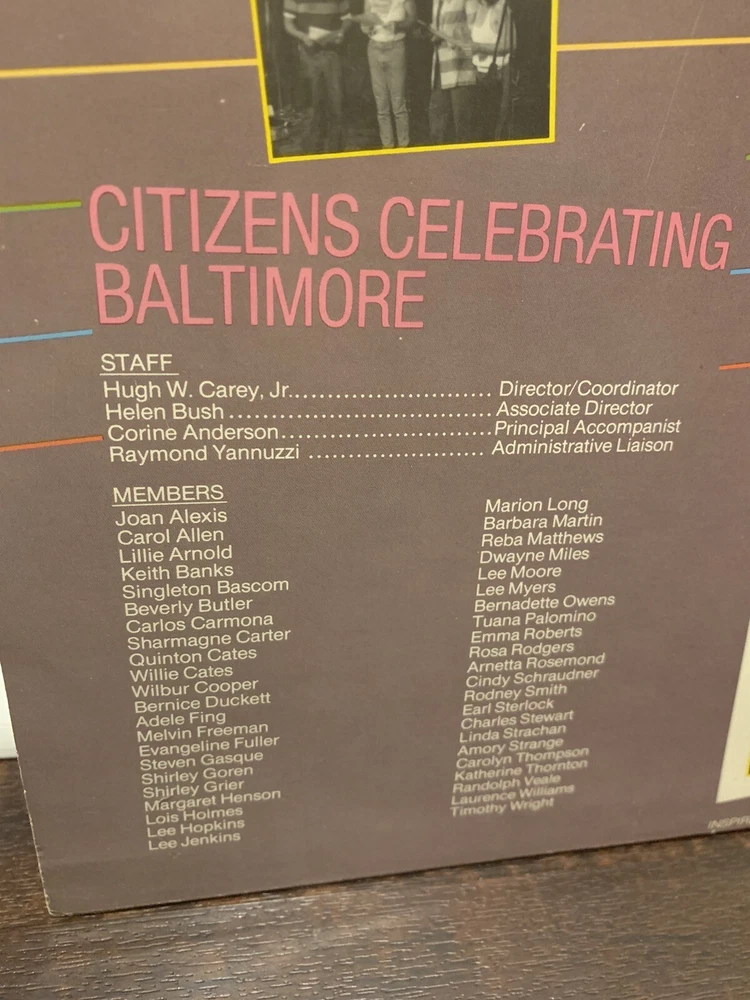 CITIZENS CELEBRATING
BALTIMORE
STAFF
Hugh W. Carey, Jr.......................... Director/Coordinator
Helen Bush .................................... Associate Director
Corine Anderson............................ Principal Accompanist
Raymond Yannuzzi ........................ Administrative Liaison
MEMBERS
Joan Alexis
Carol Allen
Lillie Arnold
Keith Banks
Singleton Bascom
Beverly Butler
Carlos Carmona
Sharmagne Carter
Quinton Cates
Willie Cates
Wilbur Cooper
Bernice Duckett
Adele Fing
Melvin Freeman
Evangeline Fuller
Steven Gasque
Shirley Goren
Shirley Grier
Margaret Henson
Lois Holmes
Lee Hopkins
Lee Jenkins
Marion Long
Barbara Martin
Reba Matthews
Dwayne Miles
Lee Moore
Lee Myers
Bernadette Owens
Tuana Palomino
Emma Roberts
Rosa Rodgers
Arnetta Rosemond
Cindy Schraudner
Rodney Smith
Earl Sterlock
Charles Stewart
Linda Strachan
Amory Strange
Carolyn Thompson
Katherine Thornton
Randolph Veale
Laurence Williams
Timothy Wright